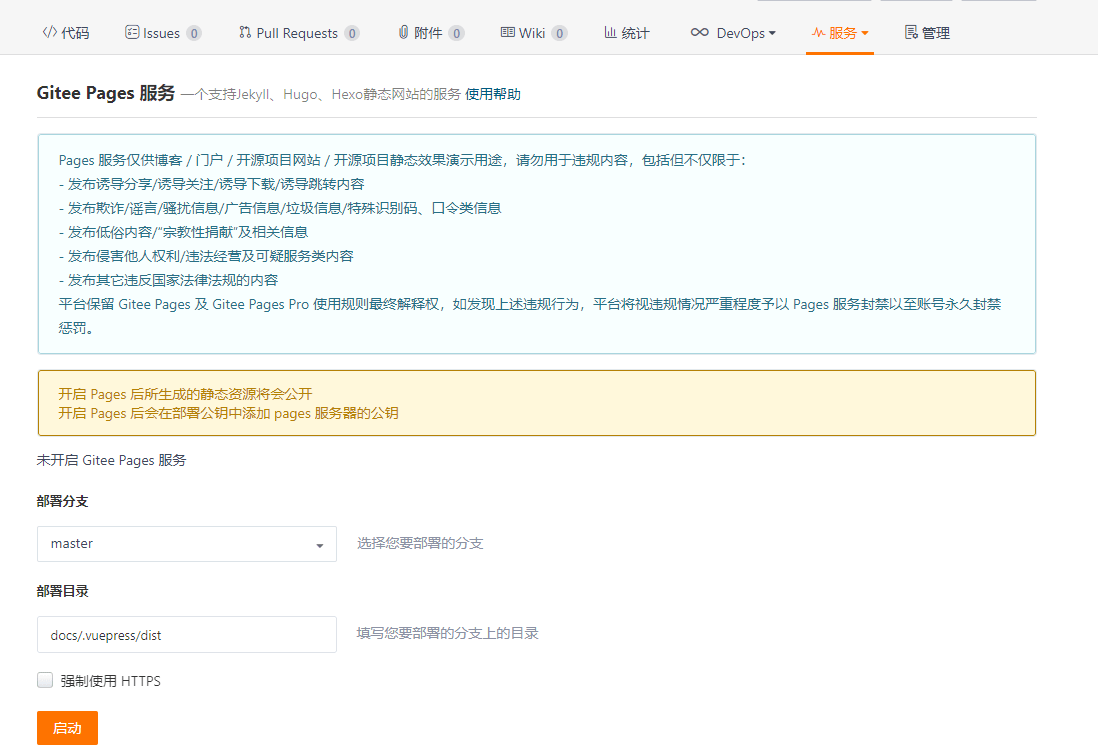 代码 Issues 0 Pull Requests 0 附件 0 Wiki 0 统计 DevOps 服务 管理
Gitee Pages 服务 一个支持Jekyll、Hugo、Hexo静态网站的服务 使用帮助
Pages 服务仅供博客 / 门户 / 开源项目网站 / 开源项目静态效果演示用途，请勿用于违规内容，包括但不仅限于：
- 发布诱导分享/诱导关注/诱导下载/诱导跳转内容
- 发布欺诈/谣言/骚扰信息/广告信息/垃圾信息/特殊识别码、口令类信息
- 发布低俗内容/“宗教性捐献”及相关信息
- 发布侵害他人权利/违法经营及可疑服务类内容
- 发布其它违反国家法律法规的内容
平台保留 Gitee Pages 及 Gitee Pages Pro 使用规则最终解释权，如发现上述违规行为，平台将视违规情况严重程度予以 Pages 服务封禁以至账号永久封禁
惩罚。
开启 Pages 后所生成的静态资源将会公开
开启 Pages 后会在部署公钥中添加 pages 服务器的公钥
未开启 Gitee Pages 服务
部署分支
master 选择您要部署的分支
部署目录
docs/.vuepress/dist 填写您要部署的分支上的目录
强制使用 HTTPS
启动